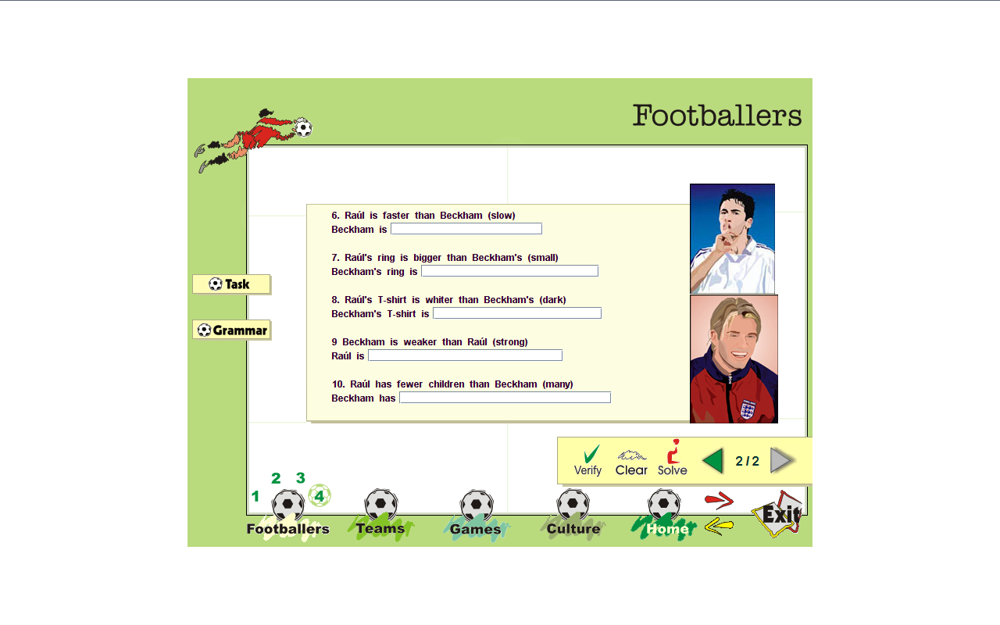 Footballers
6. Raúl is faster than Beckham (slow)
Beckham is
7. Raúl's ring is bigger than Beckham's (small)
Beckham's ring is
Task
8. Raúl's T-shirt is whiter than Beckham's (dark)
Beckham's T-shirt is
Grammar
9 Beckham is weaker than Raúl (strong)
Raúl is
10. Raúl has fewer children than Beckham (many)
Beckham has
Verify Clear Solve 2/2
1 2 3 4
Footballers Teams Games Culture Home Exit